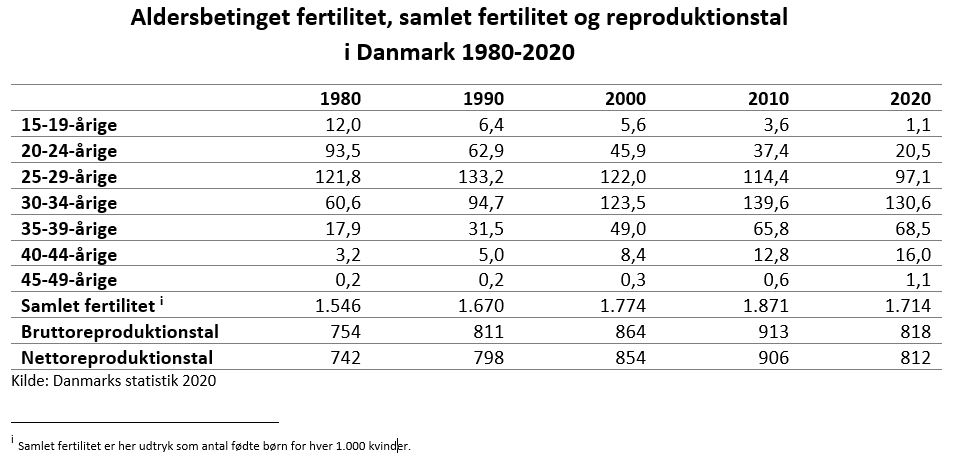 Aldersbetinget fertilitet, samlet fertilitet og reproduktionstal
i Danmark 1980-2020
1980 1990 2000 2010 2020
15-19-årige 12,0 6,4 5,6 3,6 1,1
20-24-årige 93,5 62,9 45,9 37,4 20,5
25-29-årige 121,8 133,2 122,0 114,4 97,1
30-34-årige 60,6 94,7 123,5 139,6 130,6
35-39-årige 17,9 31,5 49,0 65,8 68,5
40-44-årige 3,2 5,0 8,4 12,8 16,0
45-49-årige 0,2 0,2 0,3 0,6 1,1
Samlet fertilitet i 1.546 1.670 1.774 1.871 1.714
Bruttoreproduktionstal 754 811 864 913 818
Nettoreproduktionstal 742 798 854 906 812
Kilde: Danmarks statistik 2020
i Samlet fertilitet er her udtryk som antal fødte børn for hver 1.000 kvinder.